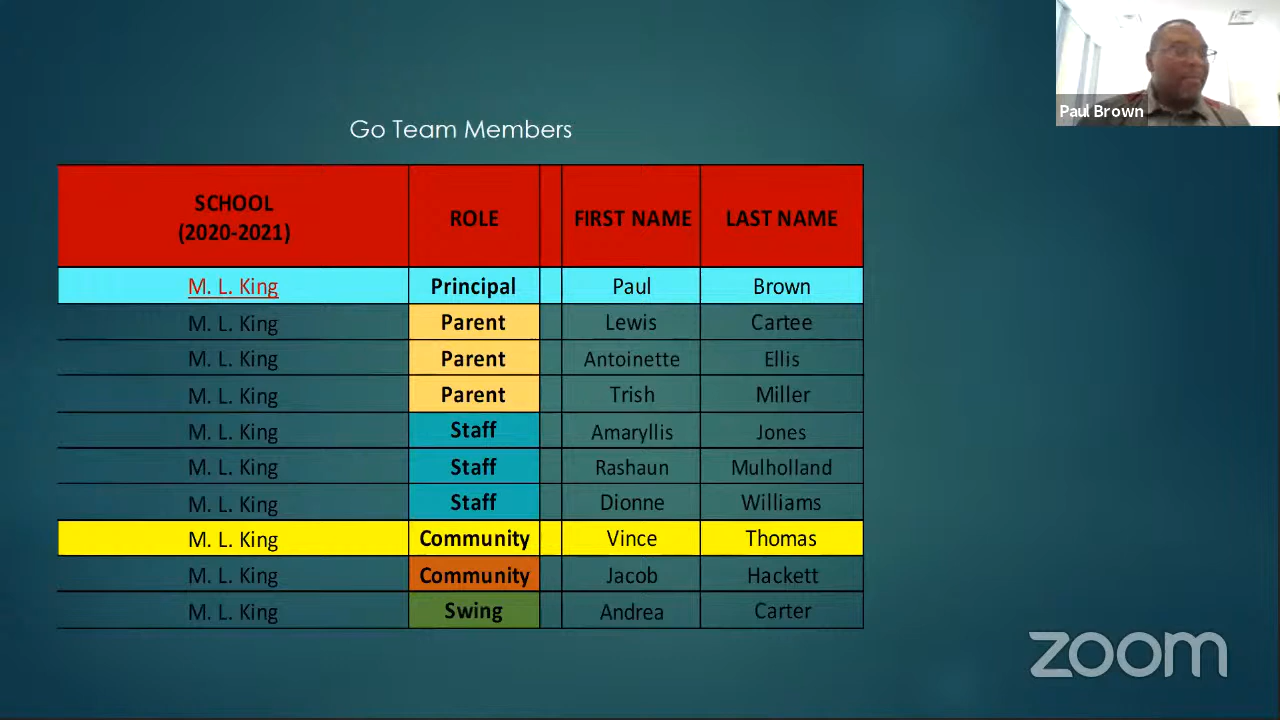 Paul Brown
Go Team Members
SCHOOL
(2020-2021)
ROLE
FIRST NAME
LAST NAME
M. L. King Principal Paul Brown
M. L. King Parent Lewis Cartee
M. L. King Parent Antoinette Ellis
M. L. King Parent Trish Miller
M. L. King Staff Amaryllis Jones
M. L. King Staff Rashaun Mulholland
M. L. King Staff Dionne Williams
M. L. King Community Vince Thomas
M. L. King Community Jacob Hackett
M. L. King Swing Andrea Carter
zoom